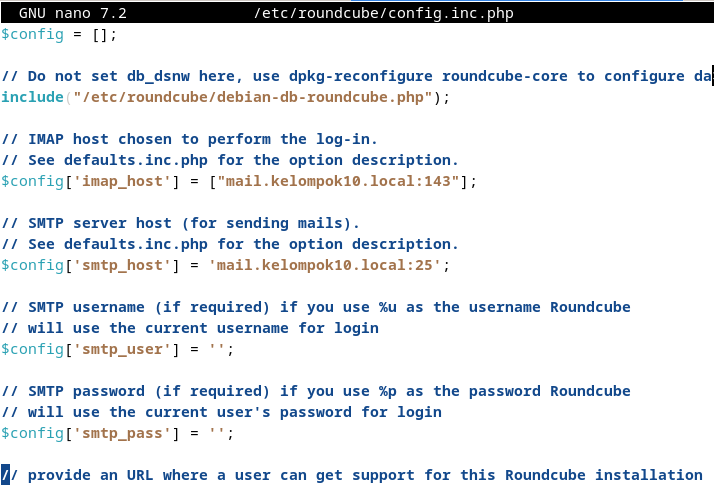 GNU nano 7.2 /etc/roundcube/config.inc.php
$config = [];
// Do not set db_dsnw here, use dpkg-reconfigure roundcube-core to configure da
include("/etc/roundcube/debian-db-roundcube.php");
// IMAP host chosen to perform the log-in.
// See defaults.inc.php for the option description.
$config['imap_host'] = ["mail.kelompok10.local:143"];
// SMTP server host (for sending mails).
// See defaults.inc.php for the option description.
$config['smtp_host'] = 'mail.kelompok10.local:25';
// SMTP username (if required) if you use %u as the username Roundcube
// will use the current username for login
$config['smtp_user'] = '';
// SMTP password (if required) if you use %p as the password Roundcube
// will use the current user's password for login
$config['smtp_pass'] = '';
// provide an URL where a user can get support for this Roundcube installation